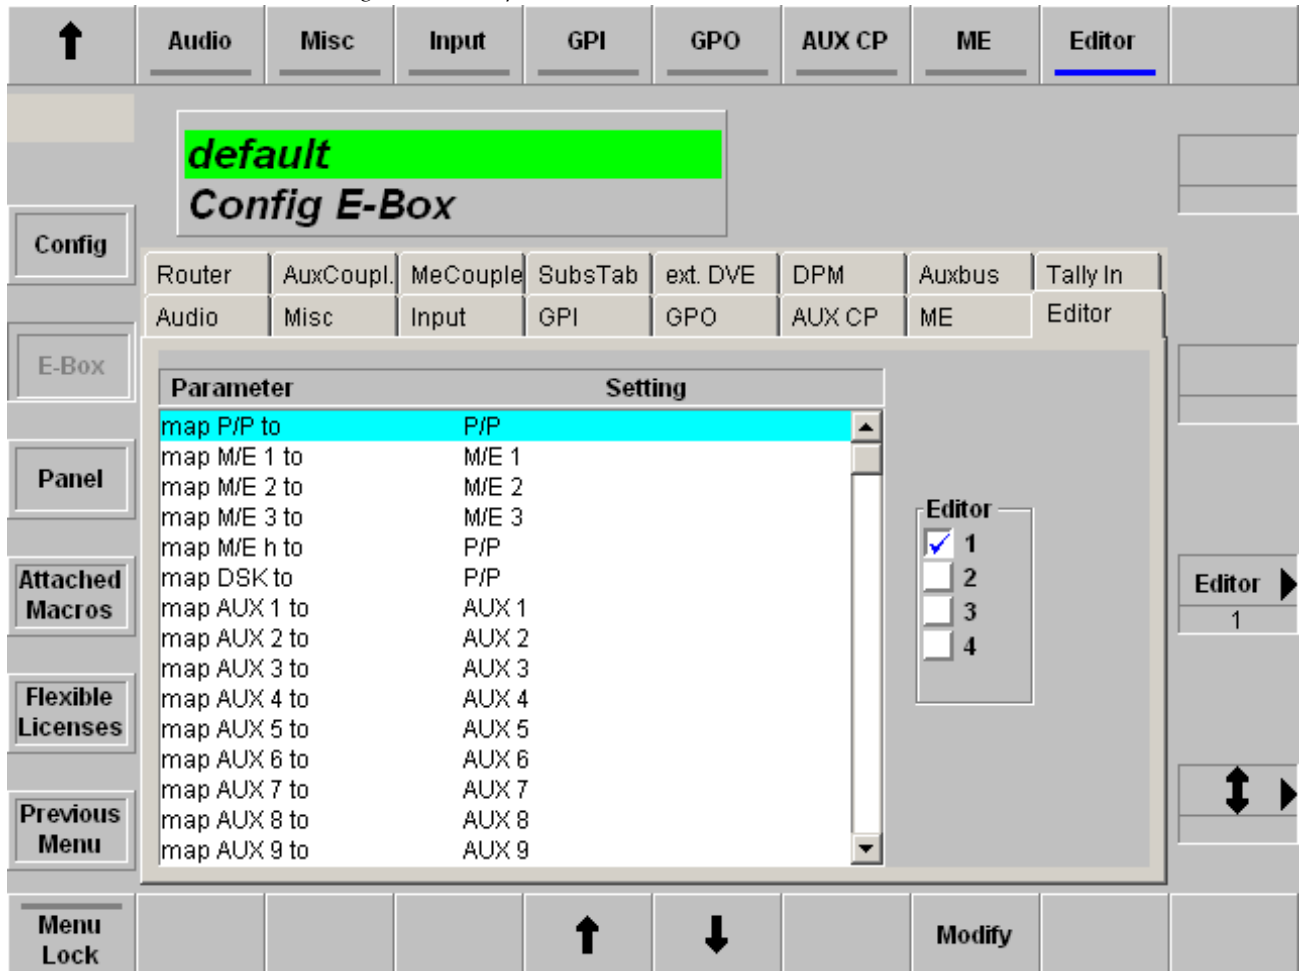 Audio Misc Input GPI GPO AUX CP ME Editor
default
Config E-Box
Config
E-Box
Panel
Attached
Macros
Flexible
Licenses
Previous
Menu
Menu
Lock
Router AuxCoupl. MeCouple SubsTab ext. DVE DPM Auxbus Tally In
Audio Misc Input GPI GPO AUX CP ME Editor
Parameter Setting
map P/P to P/P
map M/E 1 to M/E 1
map M/E 2 to M/E 2
map M/E 3 to M/E 3
map M/E h to P/P
map DSK to P/P
map AUX 1 to AUX 1
map AUX 2 to AUX 2
map AUX 3 to AUX 3
map AUX 4 to AUX 4
map AUX 5 to AUX 5
map AUX 6 to AUX 6
map AUX 7 to AUX 7
map AUX 8 to AUX 8
map AUX 9 to AUX 9
Editor
1
2
3
4
Editor
1
Modify